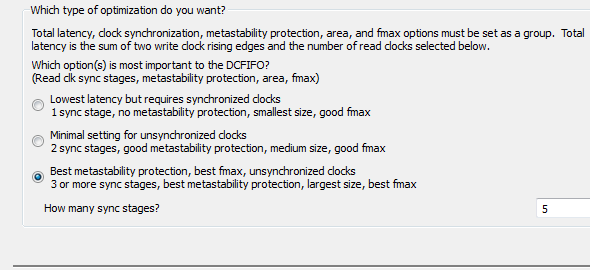 Which type of optimization do you want?
Total latency, clock synchronization, metastability protection, area, and fmax options must be set as a group. Total
latency is the sum of two write clock rising edges and the number of read clocks selected below.
Which option(s) is most important to the DCFIFO?
(Read clk sync stages, metastability protection, area, fmax)
Lowest latency but requires synchronized clocks
1 sync stage, no metastability protection, smallest size, good fmax
Minimal setting for unsynchronized clocks
2 sync stages, good metastability protection, medium size, good fmax
Best metastability protection, best fmax, unsynchronized clocks
3 or more sync stages, best metastability protection, largest size, best fmax
How many sync stages? 5